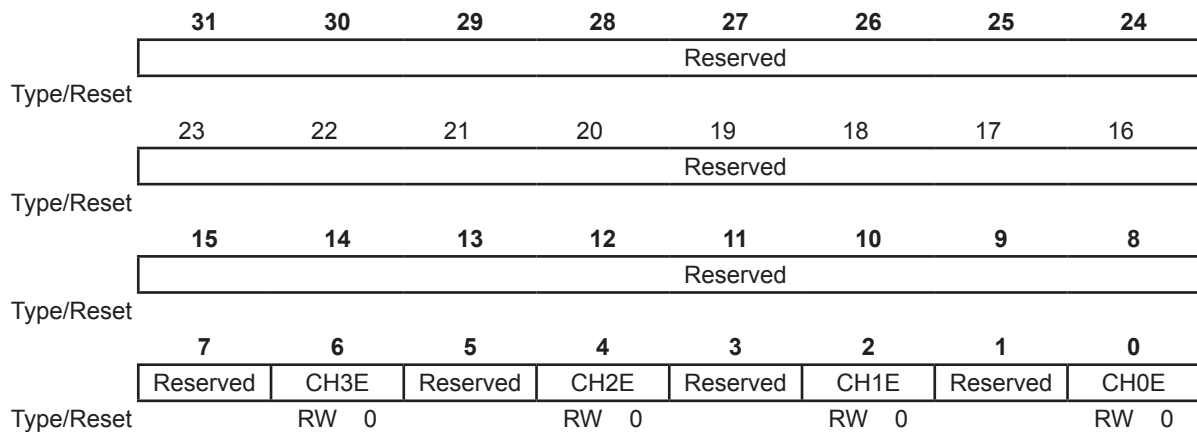 31 30 29 28 27 26 25 24
Reserved
Type/Reset
23 22 21 20 19 18 17 16
Reserved
Type/Reset
15 14 13 12 11 10 9 8
Reserved
Type/Reset
7 6 5 4 3 2 1 0
Reserved CH3E Reserved CH2E Reserved CH1E Reserved CH0E
Type/Reset RW 0 RW 0 RW 0 RW 0